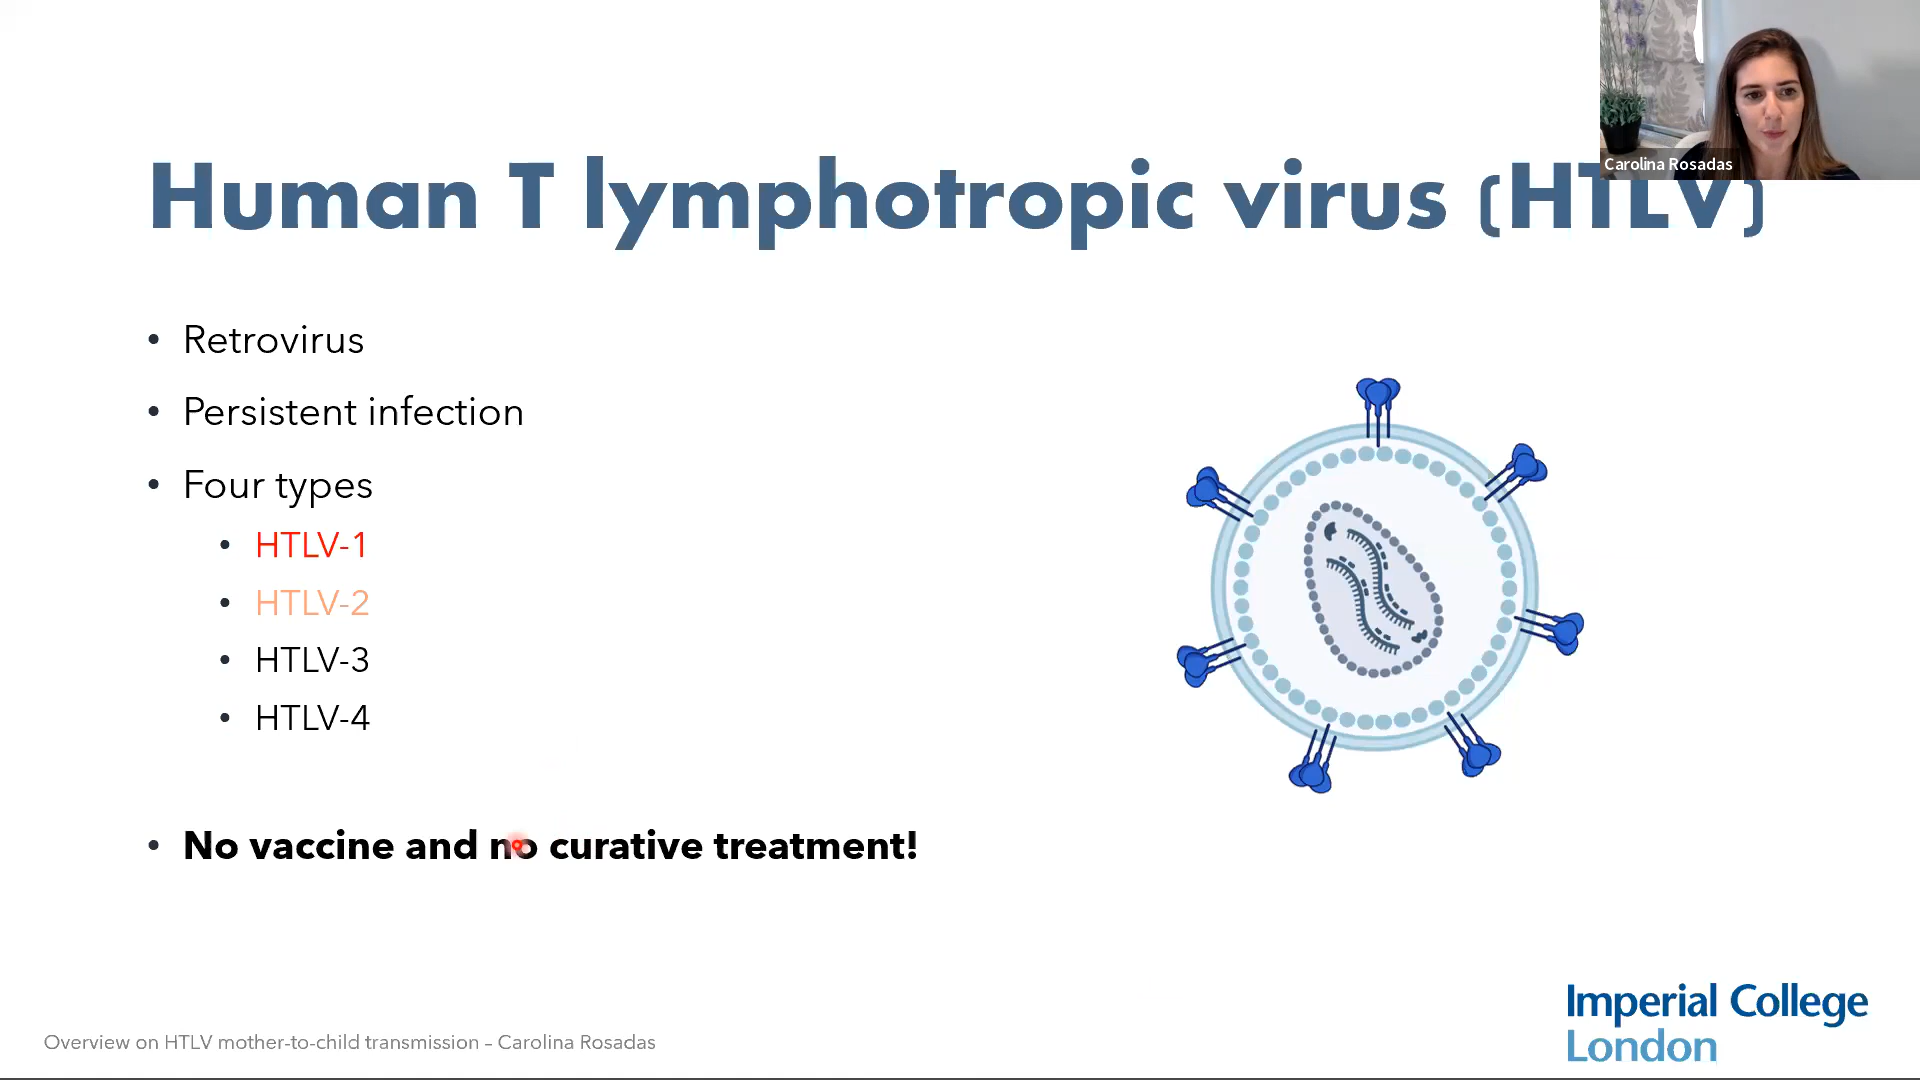 Carolina Rosadas
Human T lymphotropic virus (HTLV)
• Retrovirus
• Persistent infection
• Four types
• HTLV-1
• HTLV-2
• HTLV-3
• HTLV-4
• No vaccine and no curative treatment!
Imperial College
London
Overview on HTLV mother-to-child transmission – Carolina Rosadas